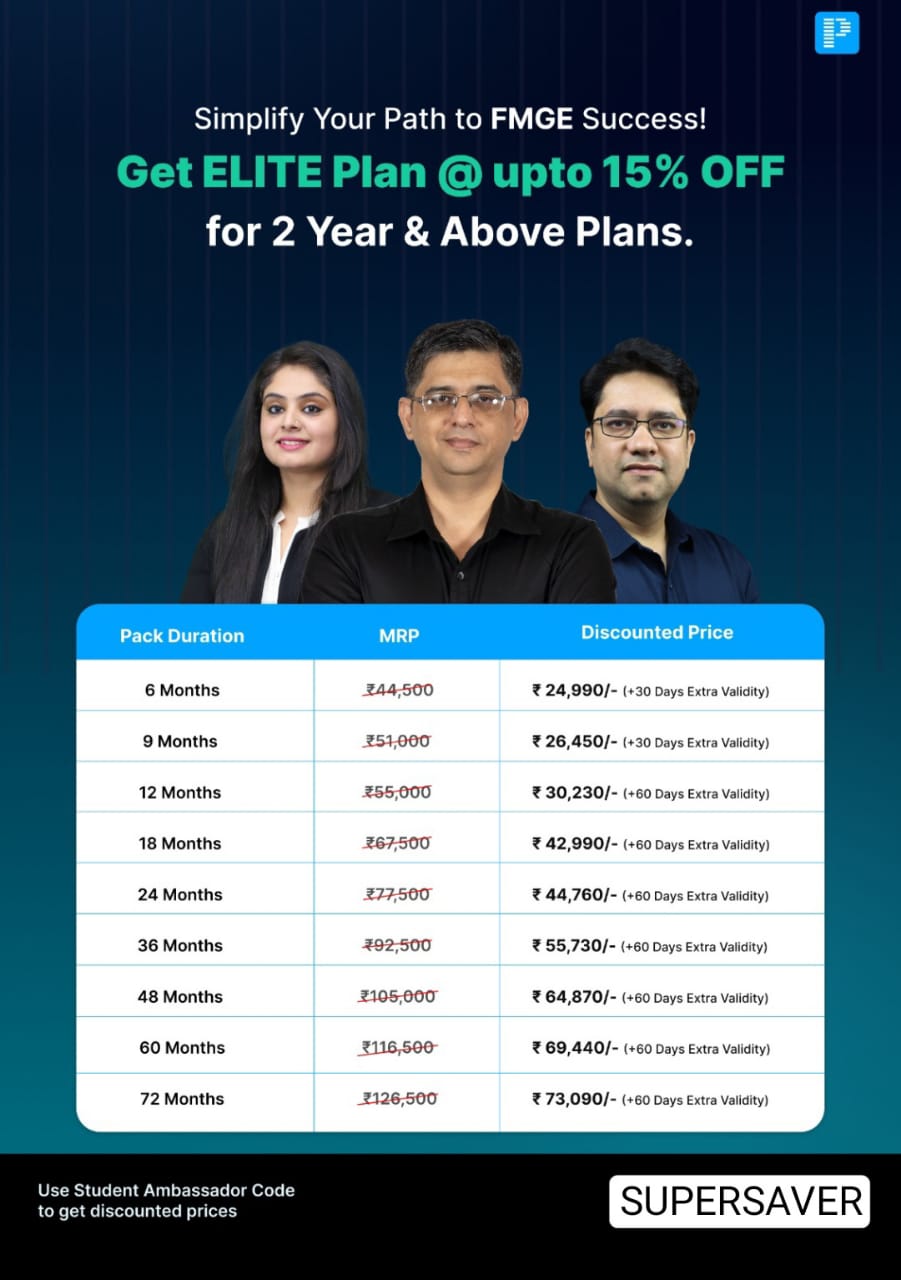 Simplify Your Path to FMGE Success!
Get ELITE Plan @ upto 15% OFF
for 2 Year & Above Plans.
Pack Duration MRP Discounted Price
6 Months ₹44,500 ₹ 24,990/- (+30 Days Extra Validity)
9 Months ₹51,000 ₹ 26,450/- (+30 Days Extra Validity)
12 Months ₹55,000 ₹ 30,230/- (+60 Days Extra Validity)
18 Months ₹67,500 ₹ 42,990/- (+60 Days Extra Validity)
24 Months ₹77,500 ₹ 44,760/- (+60 Days Extra Validity)
36 Months ₹92,500 ₹ 55,730/- (+60 Days Extra Validity)
48 Months ₹105,000 ₹ 64,870/- (+60 Days Extra Validity)
60 Months ₹116,500 ₹ 69,440/- (+60 Days Extra Validity)
72 Months ₹126,500 ₹ 73,090/- (+60 Days Extra Validity)
Use Student Ambassador Code
to get discounted prices
SUPERSAVER